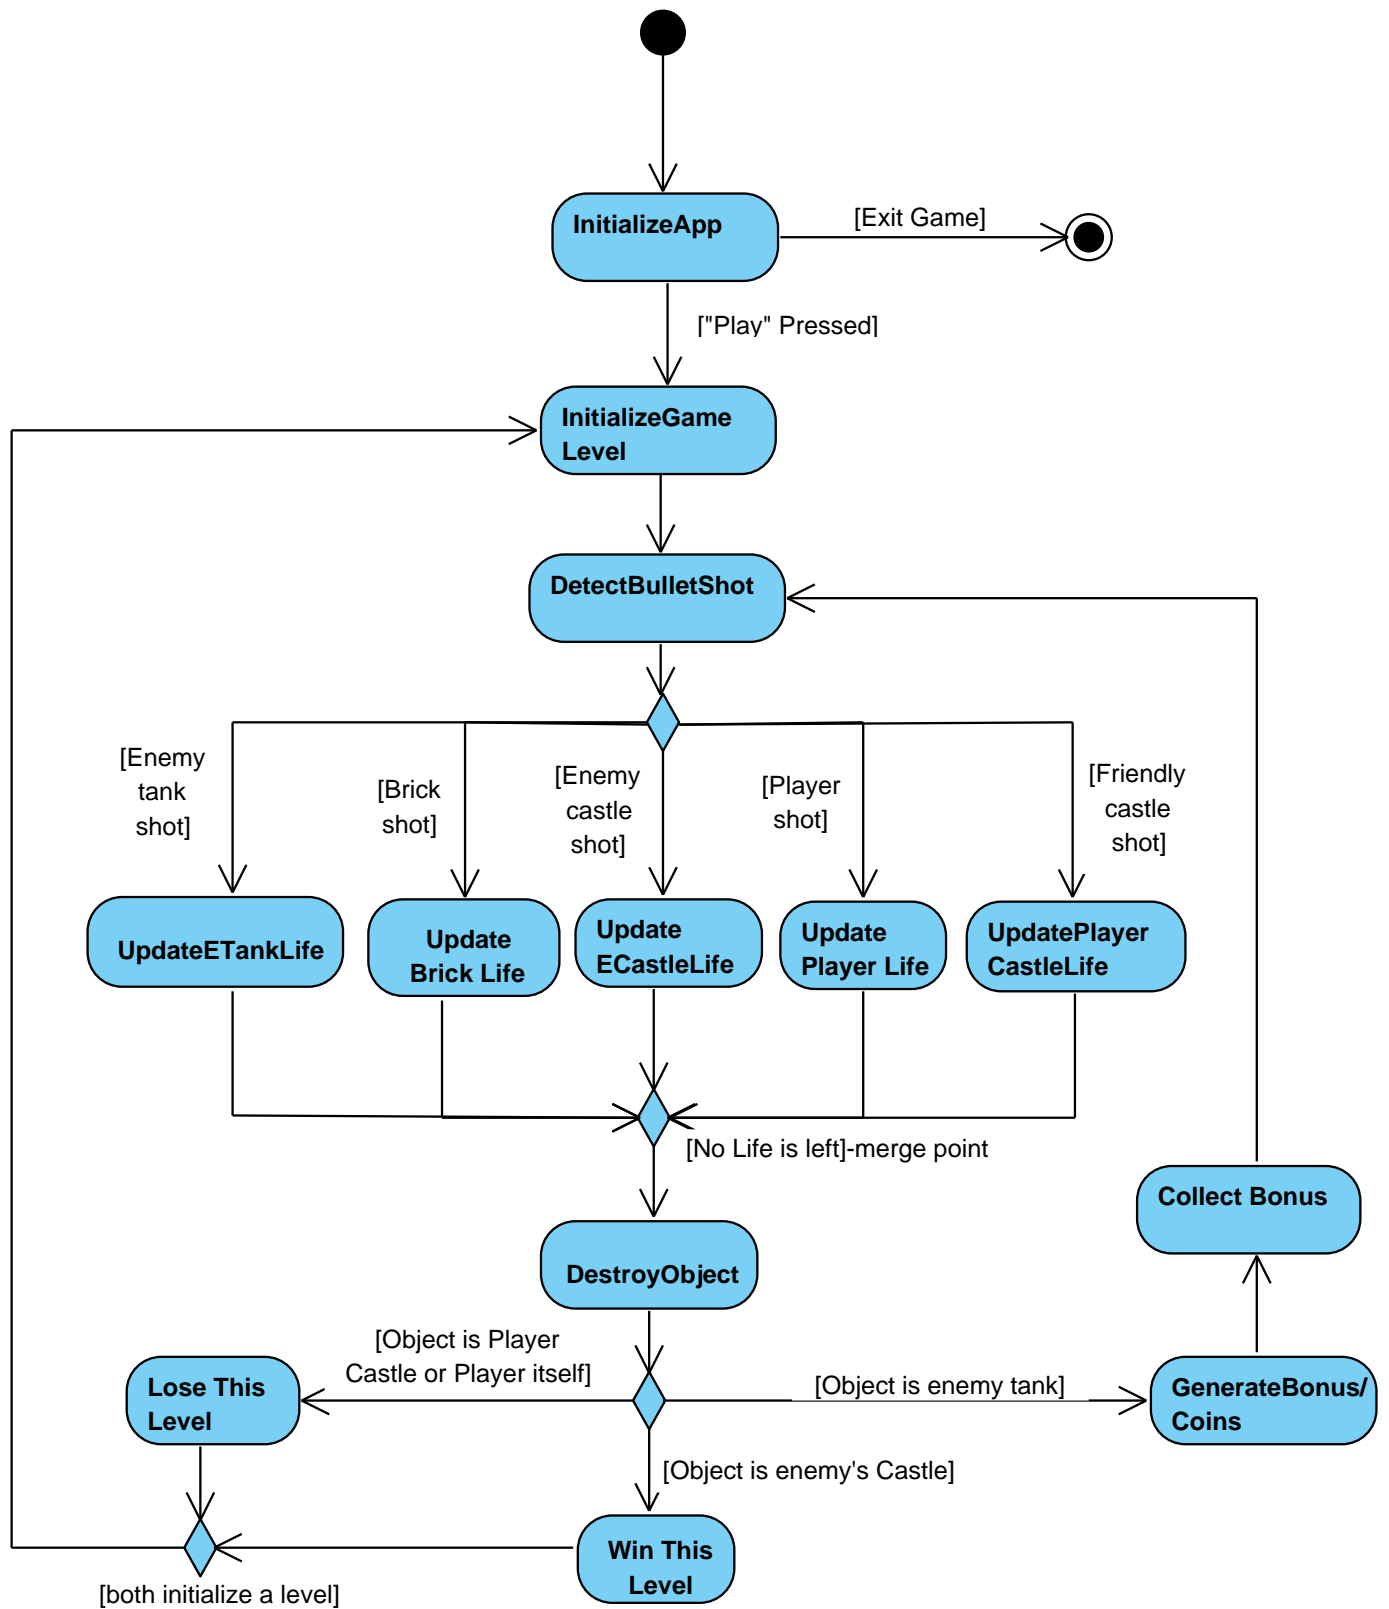 InitializeApp
[Exit Game]
["Play" Pressed]
InitializeGame
Level
DetectBulletShot
[Enemy
tank
shot]
[Brick
shot]
[Enemy
castle
shot]
[Player
shot]
[Friendly
castle
shot]
UpdateETankLife
Update
Brick Life
Update
ECastleLife
Update
Player Life
UpdatePlayer
CastleLife
[No Life is left]-merge point
Collect Bonus
DestroyObject
[Object is Player
Castle or Player itself]
Lose This
Level
[Object is enemy tank]
GenerateBonus/
Coins
[Object is enemy's Castle]
Win This
Level
[both initialize a level]